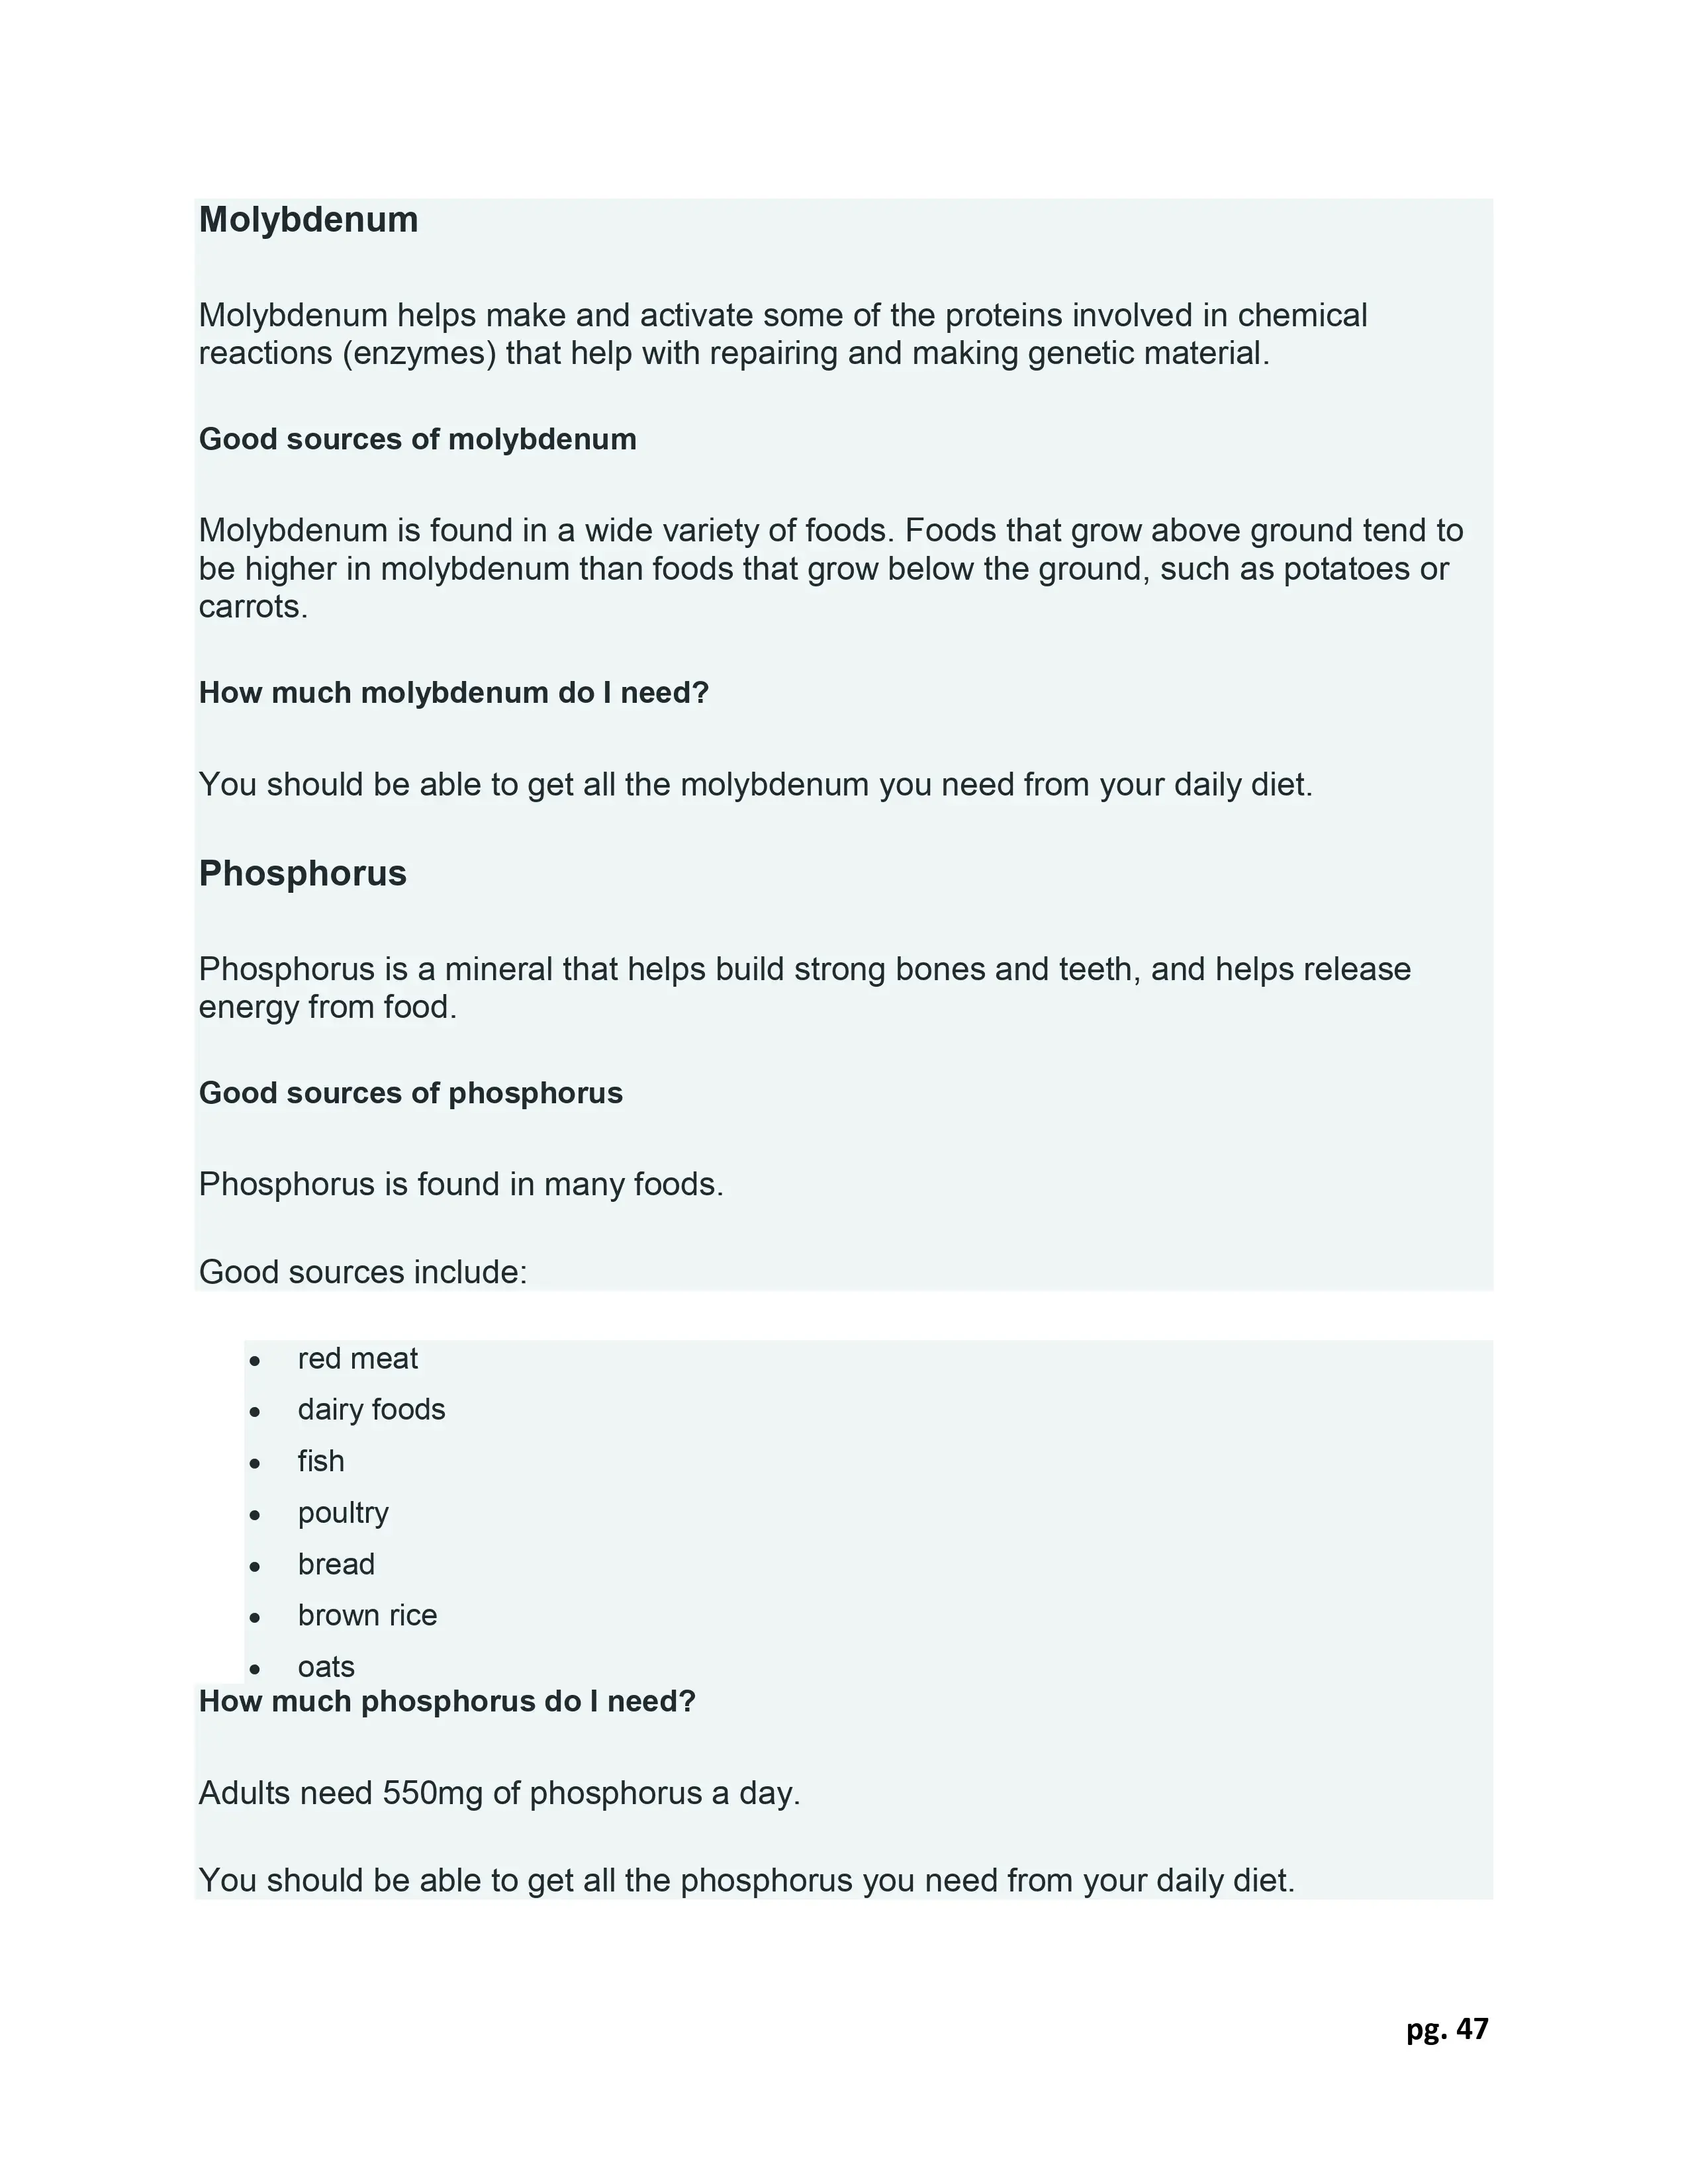 Molybdenum
Molybdenum helps make and activate some of the proteins involved in chemical
reactions (enzymes) that help with repairing and making genetic material.
Good sources of molybdenum
Molybdenum is found in a wide variety of foods. Foods that grow above ground tend to
be higher in molybdenum than foods that grow below the ground, such as potatoes or
carrots.
How much molybdenum do I need?
You should be able to get all the molybdenum you need from your daily diet.
Phosphorus
Phosphorus is a mineral that helps build strong bones and teeth, and helps release
energy from food.
Good sources of phosphorus
Phosphorus is found in many foods.
Good sources include:
• red meat
• dairy foods
• fish
• poultry
• bread
• brown rice
• oats
How much phosphorus do I need?
Adults need 550mg of phosphorus a day.
You should be able to get all the phosphorus you need from your daily diet.
pg. 47